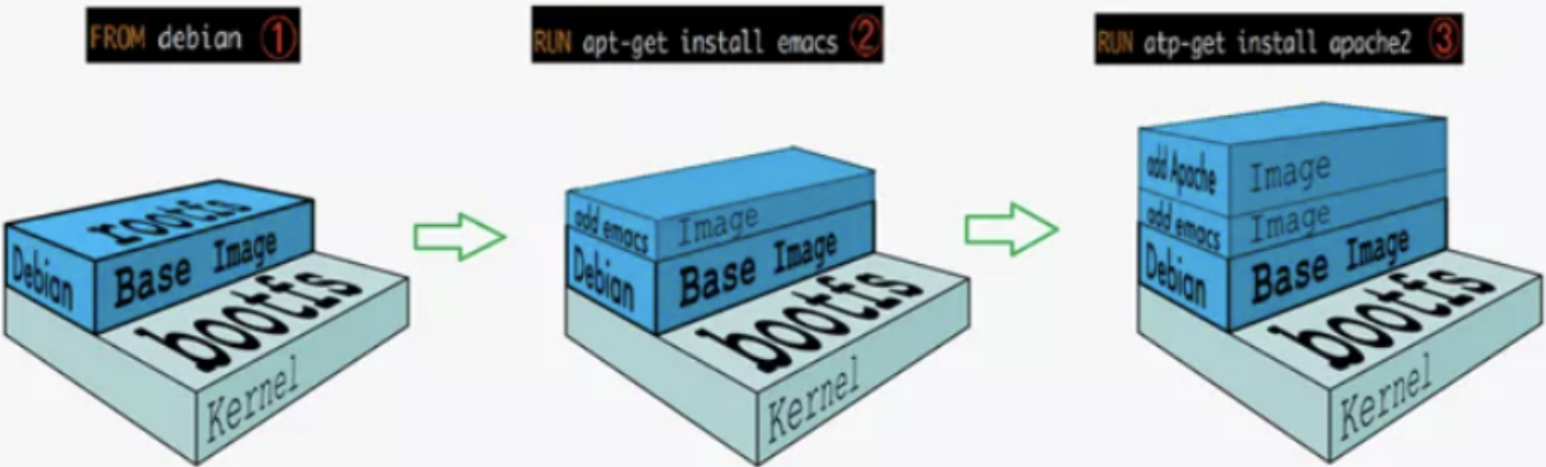 FROM debian ①
RUN apt-get install emacs ②
RUN atp-get install apache2 ③
rootfs
Debian
Base Image
bootfs
Kernel
add emacs
Image
Debian
Base Image
bootfs
Kernel
add Apache
Image
add emacs
Image
Debian
Base Image
bootfs
Kernel